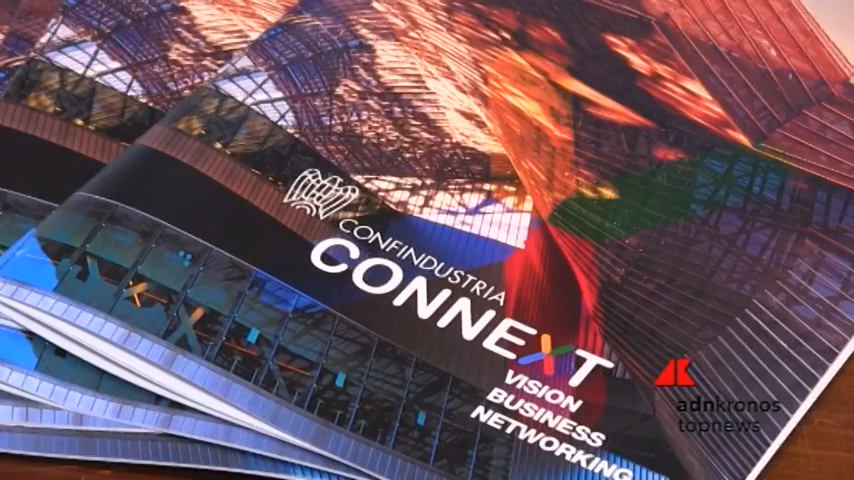 CONFINDUSTRIA
CONNEXT
VISION
BUSINESS
NETWORKING
adnkronos
topnews